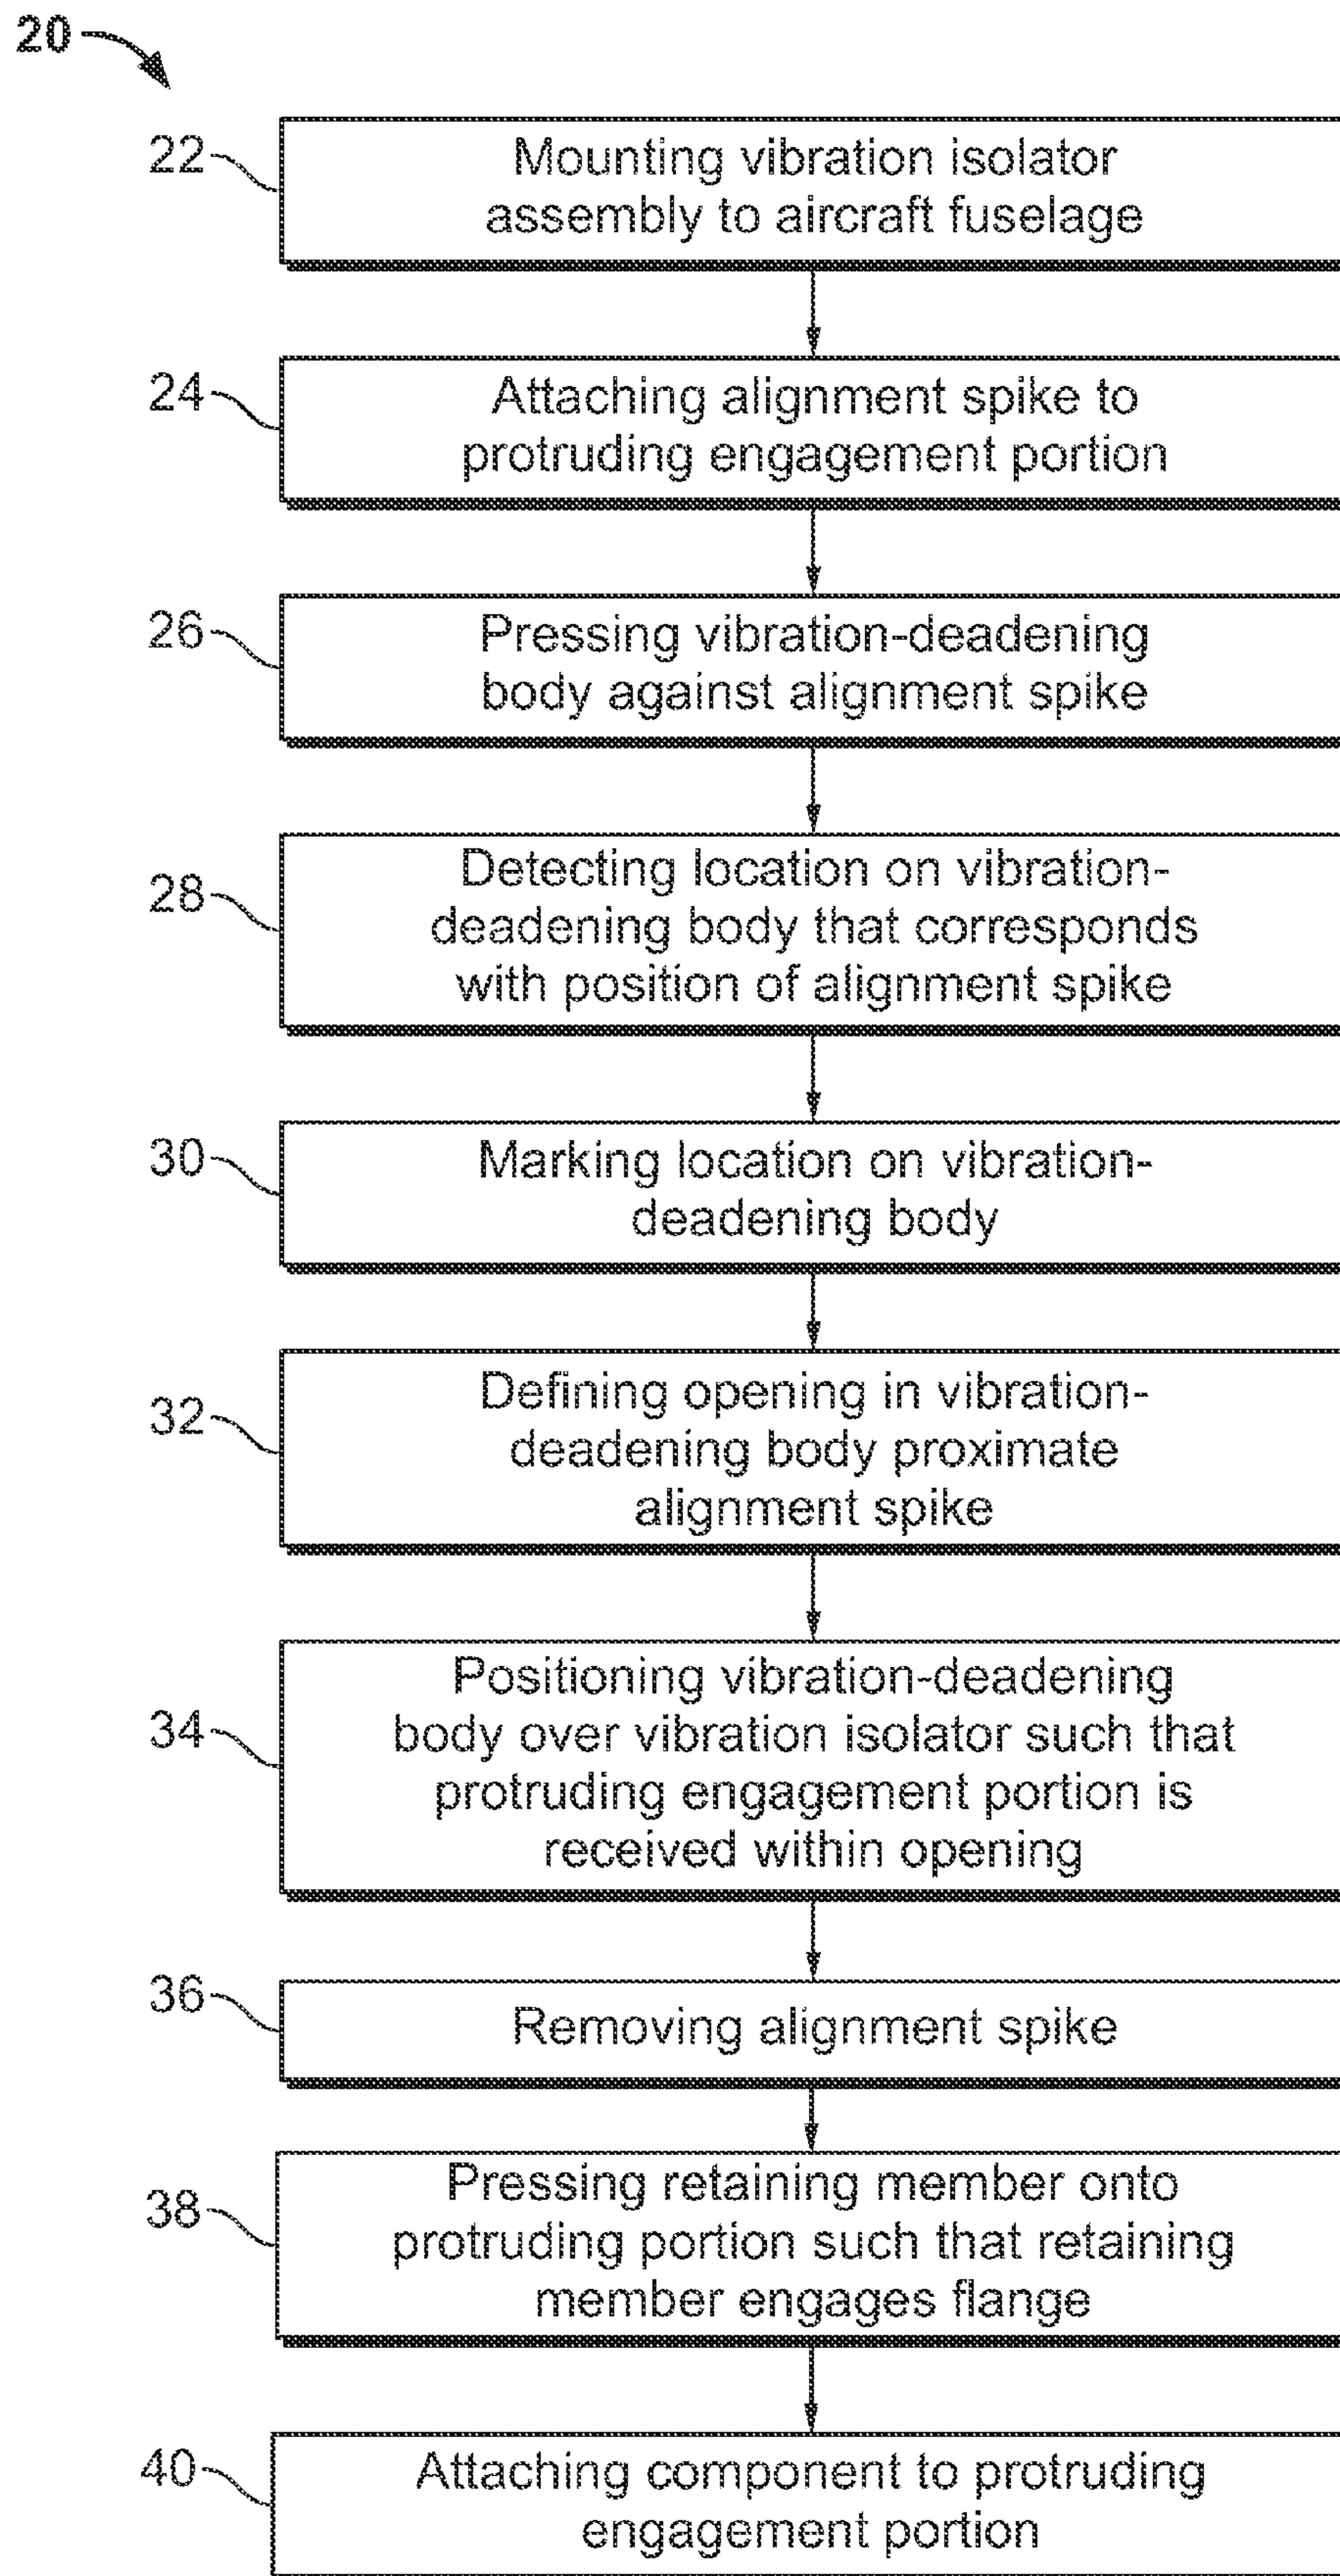 20
22
Mounting vibration isolator
assembly to aircraft fuselage
24
Attaching alignment spike to
protruding engagement portion
26
Pressing vibration-deadening
body against alignment spike
28
Detecting location on vibration-
deadening body that corresponds
with position of alignment spike
30
Marking location on vibration-
deadening body
32
Defining opening in vibration-
deadening body proximate
alignment spike
34
Positioning vibration-deadening
body over vibration isolator such that
protruding engagement portion is
received within opening
36
Removing alignment spike
38
Pressing retaining member onto
protruding portion such that retaining
member engages flange
40
Attaching component to protruding
engagement portion